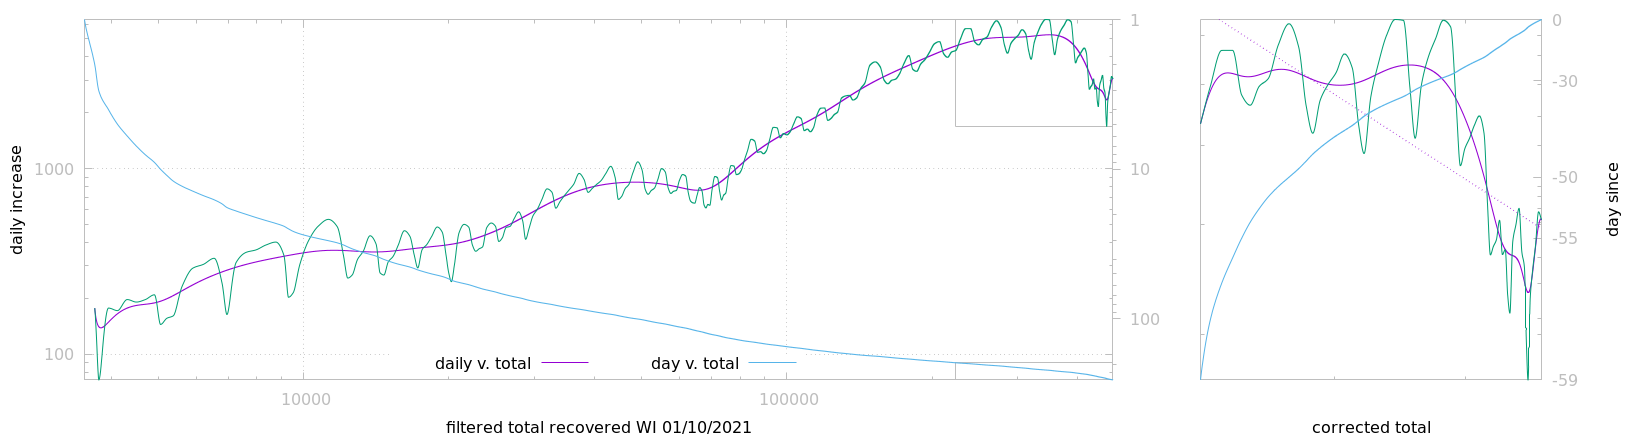 daily increase
1000
100
10000
100000
daily v. total
day v. total
filtered total recovered WI 01/10/2021
1
10
100
0
-30
-50
-55
-59
day since
corrected total